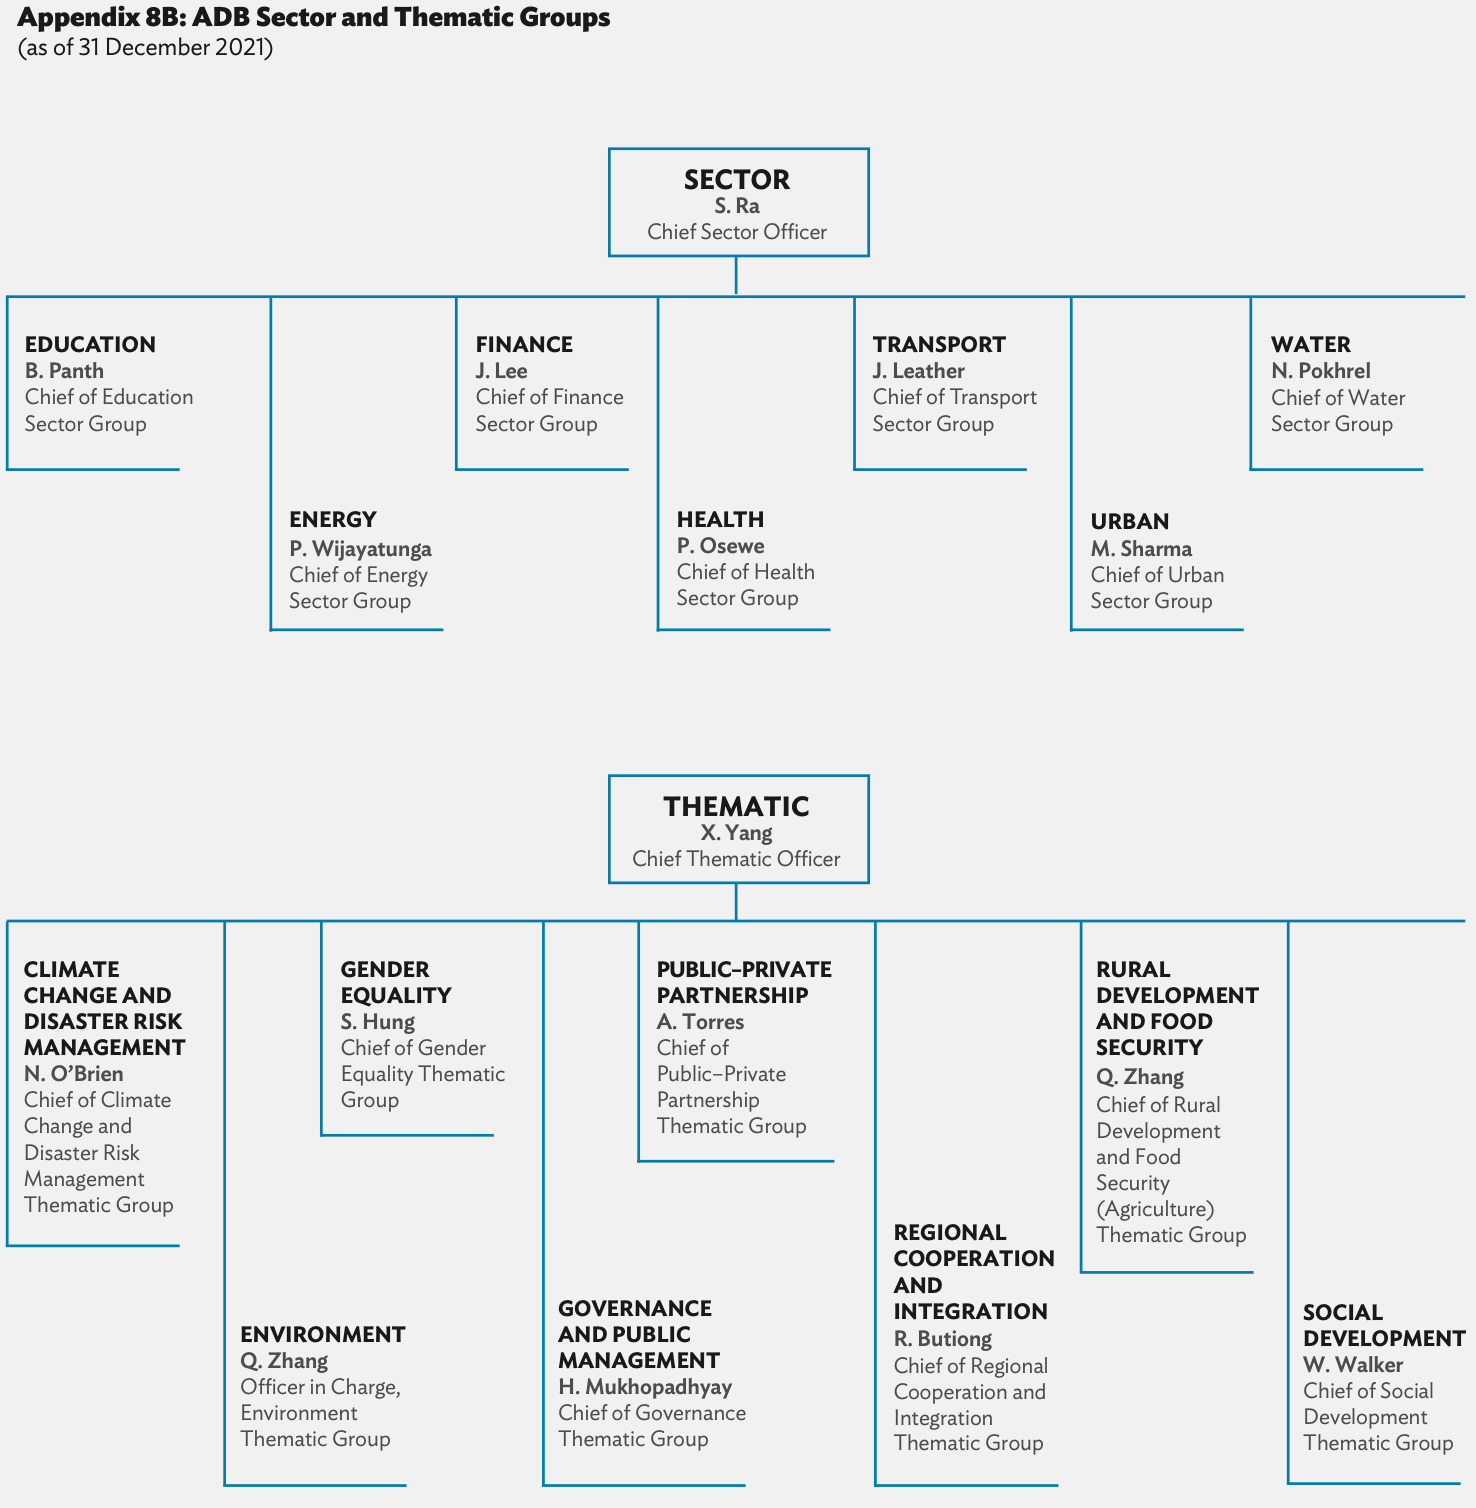 Appendix 8B: ADB Sector and Thematic Groups
(as of 31 December 2021)
SECTOR
S. Ra
Chief Sector Officer
EDUCATION
B. Panth
Chief of Education
Sector Group
ENERGY
P. Wijayatunga
Chief of Energy
Sector Group
FINANCE
J. Lee
Chief of Finance
Sector Group
HEALTH
P. Osewe
Chief of Health
Sector Group
TRANSPORT
J. Leather
Chief of Transport
Sector Group
URBAN
M. Sharma
Chief of Urban
Sector Group
WATER
N. Pokhrel
Chief of Water
Sector Group
THEMATIC
X. Yang
Chief Thematic Officer
CLIMATE
CHANGE AND
DISASTER RISK
MANAGEMENT
N. O’Brien
Chief of Climate
Change and
Disaster Risk
Management
Thematic Group
ENVIRONMENT
Q. Zhang
Officer in Charge,
Environment
Thematic Group
GENDER
EQUALITY
S. Hung
Chief of Gender
Equality Thematic
Group
GOVERNANCE
AND PUBLIC
MANAGEMENT
H. Mukhopadhyay
Chief of Governance
Thematic Group
PUBLIC–PRIVATE
PARTNERSHIP
A. Torres
Chief of
Public–Private
Partnership
Thematic Group
REGIONAL
COOPERATION
AND
INTEGRATION
R. Butiong
Chief of Regional
Cooperation and
Integration
Thematic Group
RURAL
DEVELOPMENT
AND FOOD
SECURITY
Q. Zhang
Chief of Rural
Development
and Food
Security
(Agriculture)
Thematic Group
SOCIAL
DEVELOPMENT
W. Walker
Chief of Social
Development
Thematic Group